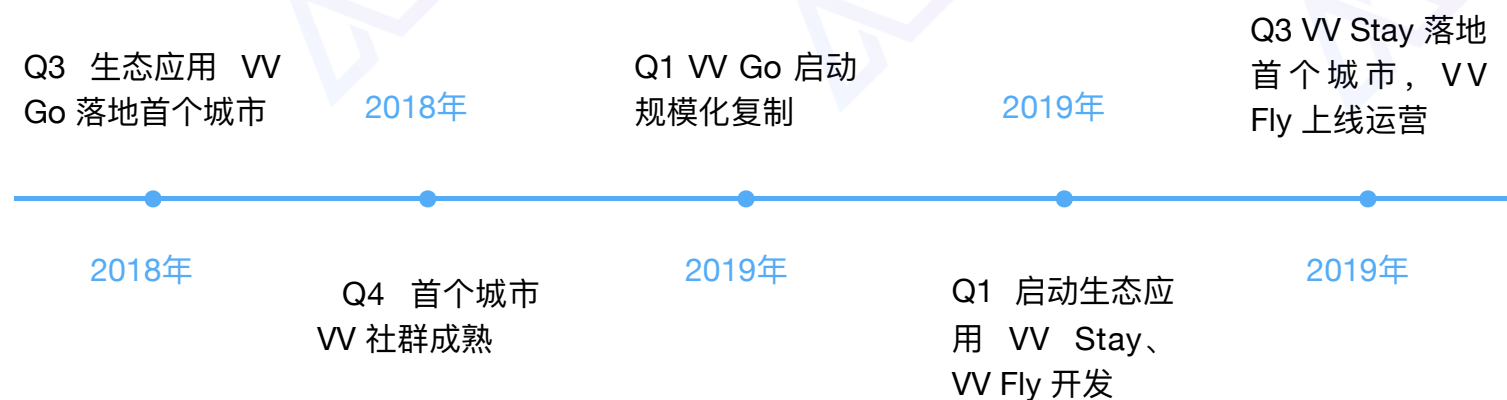 Q3 生态应用 VV
Go 落地首个城市
2018年
2018年
Q4 首个城市
VV 社群成熟
Q1 VV Go 启动
规模化复制
2019年
2019年
Q1 启动生态应
用 VV Stay、
VV Fly 开发
Q3 VV Stay 落地
首个城市，VV
Fly 上线运营
2019年